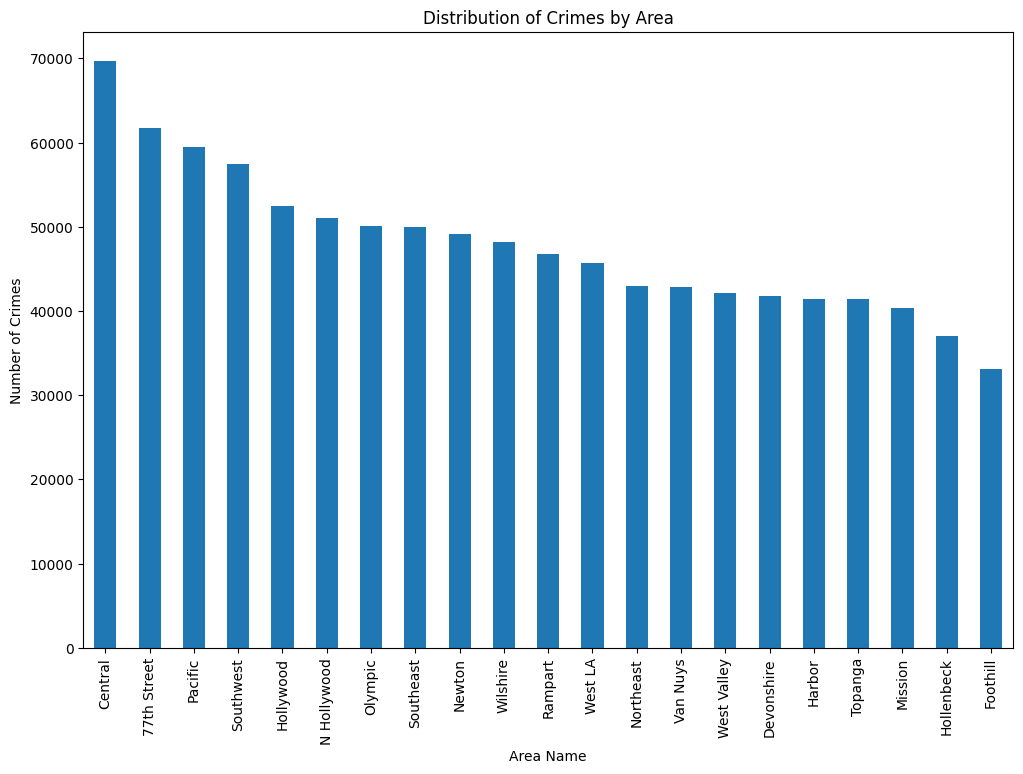 Distribution of Crimes by Area
Number of Crimes
70000
60000
50000
40000
30000
20000
10000
0
Central
77th Street
Pacific
Southwest
Hollywood
N Hollywood
Olympic
Southeast
Newton
Wilshire
Rampart
West LA
Northeast
Van Nuys
West Valley
Devonshire
Harbor
Topanga
Mission
Hollenbeck
Foothill
Area Name